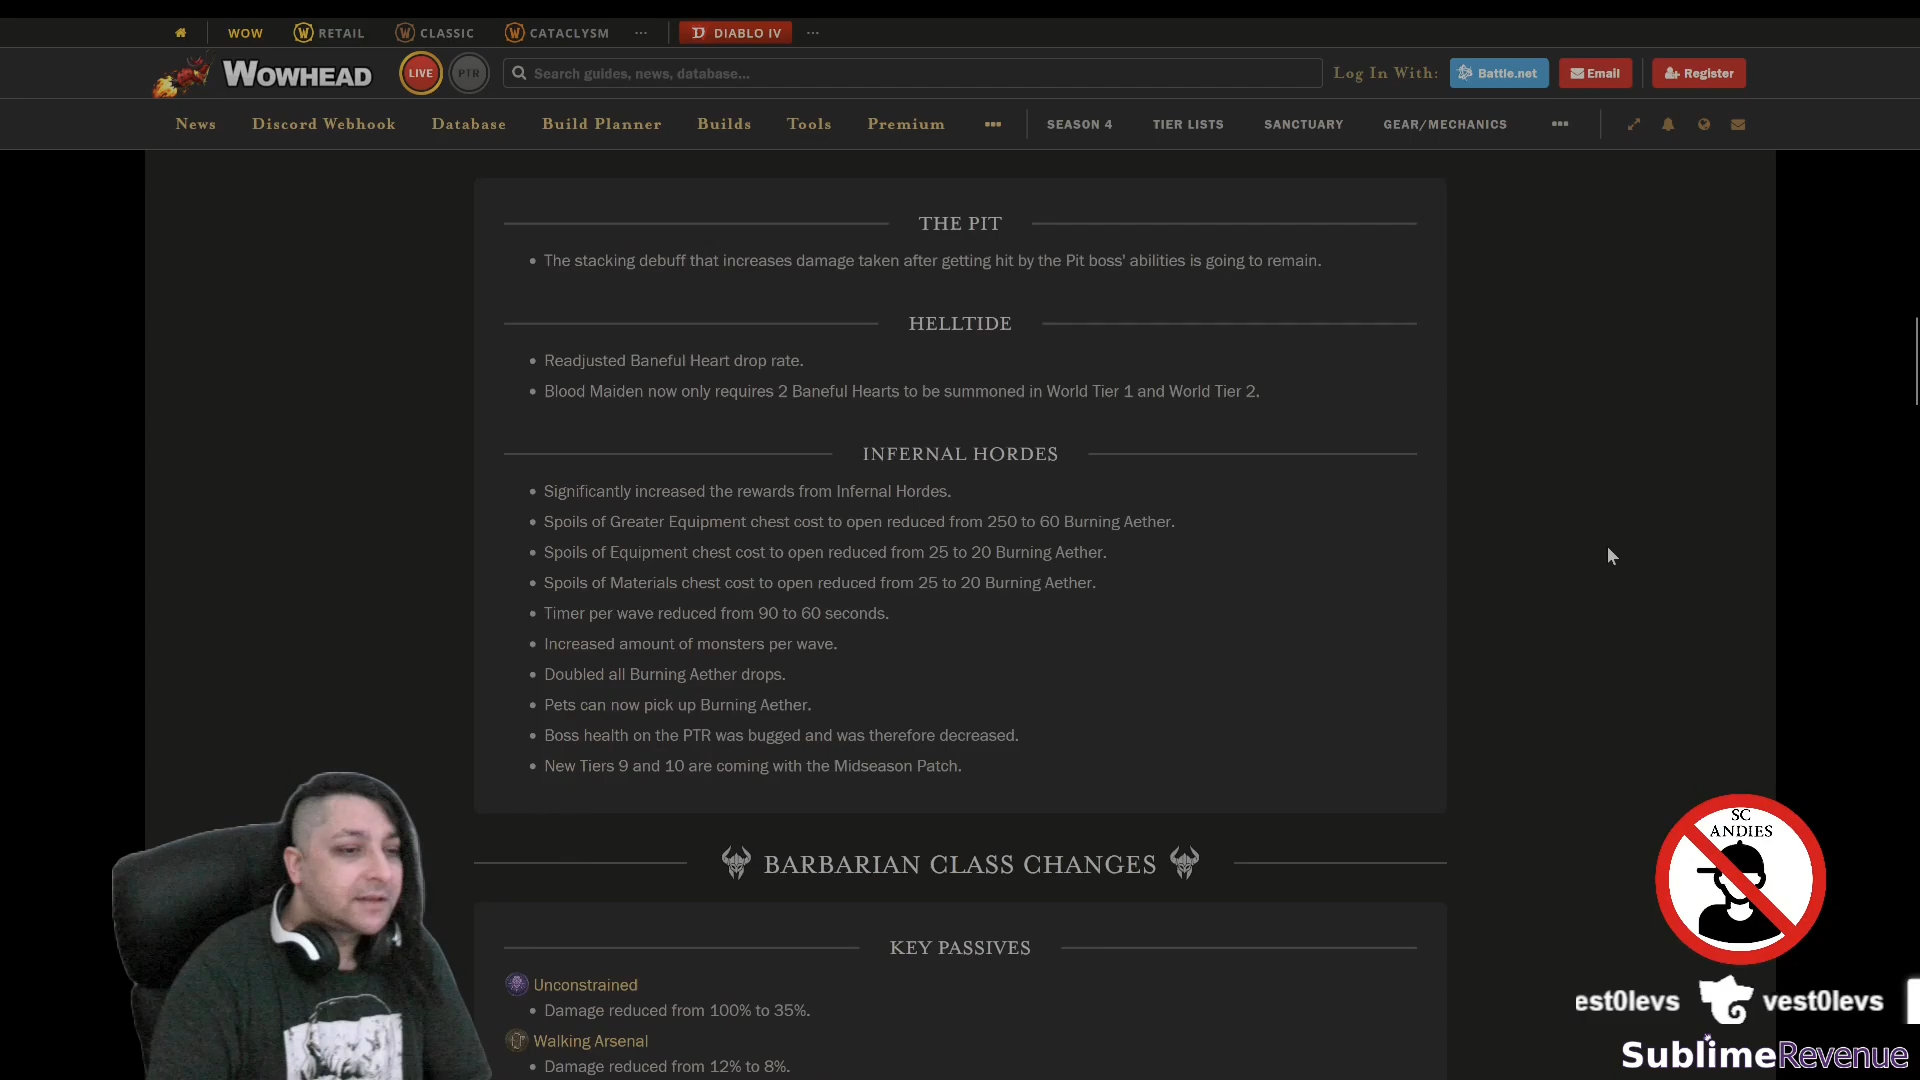 WOW
RETAIL
CLASSIC
CATACLYSM
DIABLO IV
WOWHEAD
LIVE
PTR
Search guides, news, database...
Log In With:
Battle.net
Email
Register
News
Discord Webhook
Database
Build Planner
Builds
Tools
Premium
SEASON 4
TIER LISTS
SANCTUARY
GEAR/MECHANICS
THE PIT
• The stacking debuff that increases damage taken after getting hit by the Pit boss' abilities is going to remain.
HELLTIDE
• Readjusted Baneful Heart drop rate.
• Blood Maiden now only requires 2 Baneful Hearts to be summoned in World Tier 1 and World Tier 2.
INFERNAL HORDES
• Significantly increased the rewards from Infernal Hordes.
• Spoils of Greater Equipment chest cost to open reduced from 250 to 60 Burning Aether.
• Spoils of Equipment chest cost to open reduced from 25 to 20 Burning Aether.
• Spoils of Materials chest cost to open reduced from 25 to 20 Burning Aether.
• Timer per wave reduced from 90 to 60 seconds.
• Increased amount of monsters per wave.
• Doubled all Burning Aether drops.
• Pets can now pick up Burning Aether.
• Boss health on the PTR was bugged and was therefore decreased.
• New Tiers 9 and 10 are coming with the Midseason Patch.
BARBARIAN CLASS CHANGES
KEY PASSIVES
Unconstrained
• Damage reduced from 100% to 35%.
Walking Arsenal
• Damage reduced from 12% to 8%.
SC
ANDIES
est0levs
vest0levs
SublimeRevenue